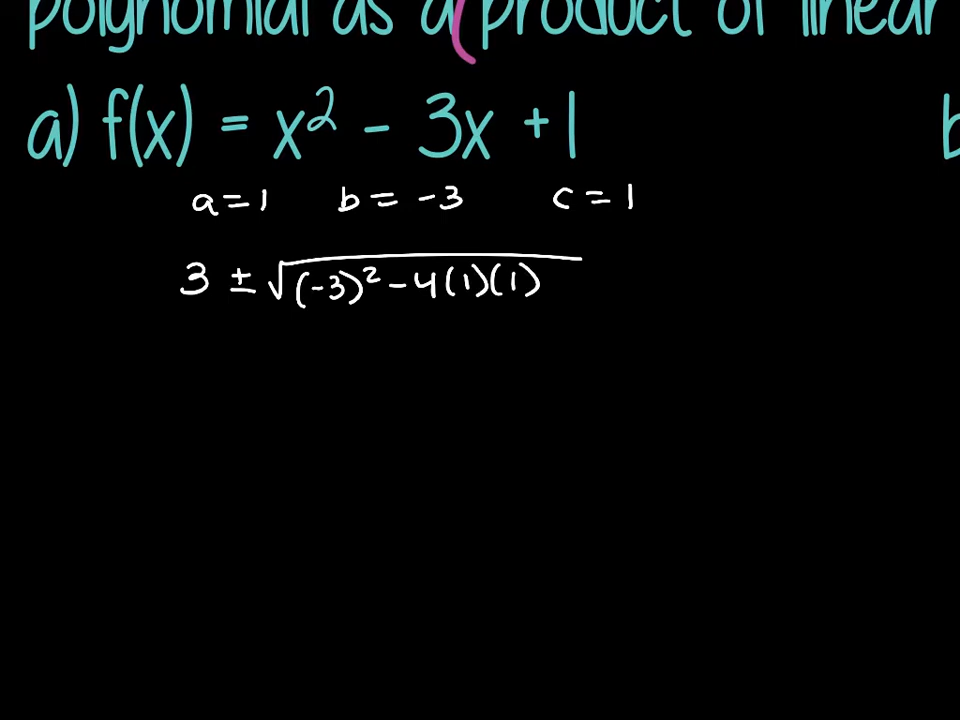 polynomial as a product of linear
a) f(x) = x² - 3x + 1
a = 1 b = -3 c = 1
3 ± √(-3)² - 4(1)(1)